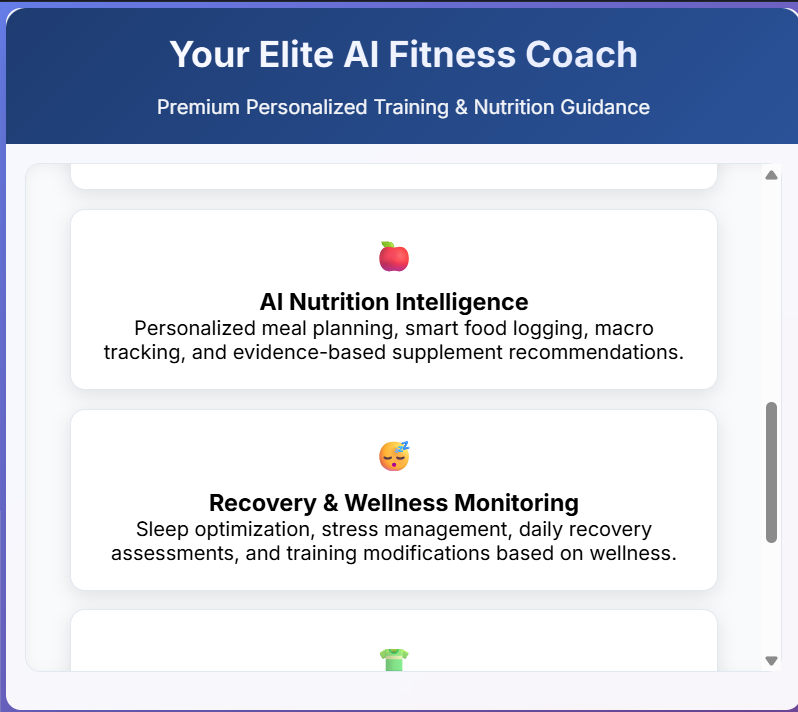 Your Elite AI Fitness Coach
Premium Personalized Training & Nutrition Guidance
AI Nutrition Intelligence
Personalized meal planning, smart food logging, macro
tracking, and evidence-based supplement recommendations.
Recovery & Wellness Monitoring
Sleep optimization, stress management, daily recovery
assessments, and training modifications based on wellness.